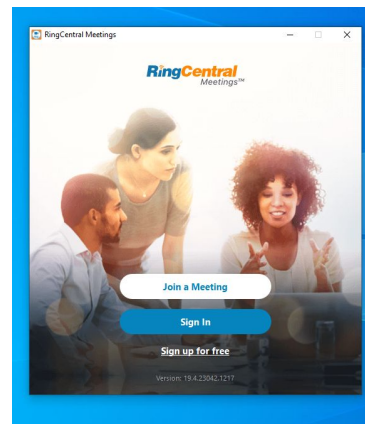 RingCentral Meetings
RingCentral
Meetings™
Join a Meeting
Sign In
Sign up for free
Version: 19.4.23042.1217